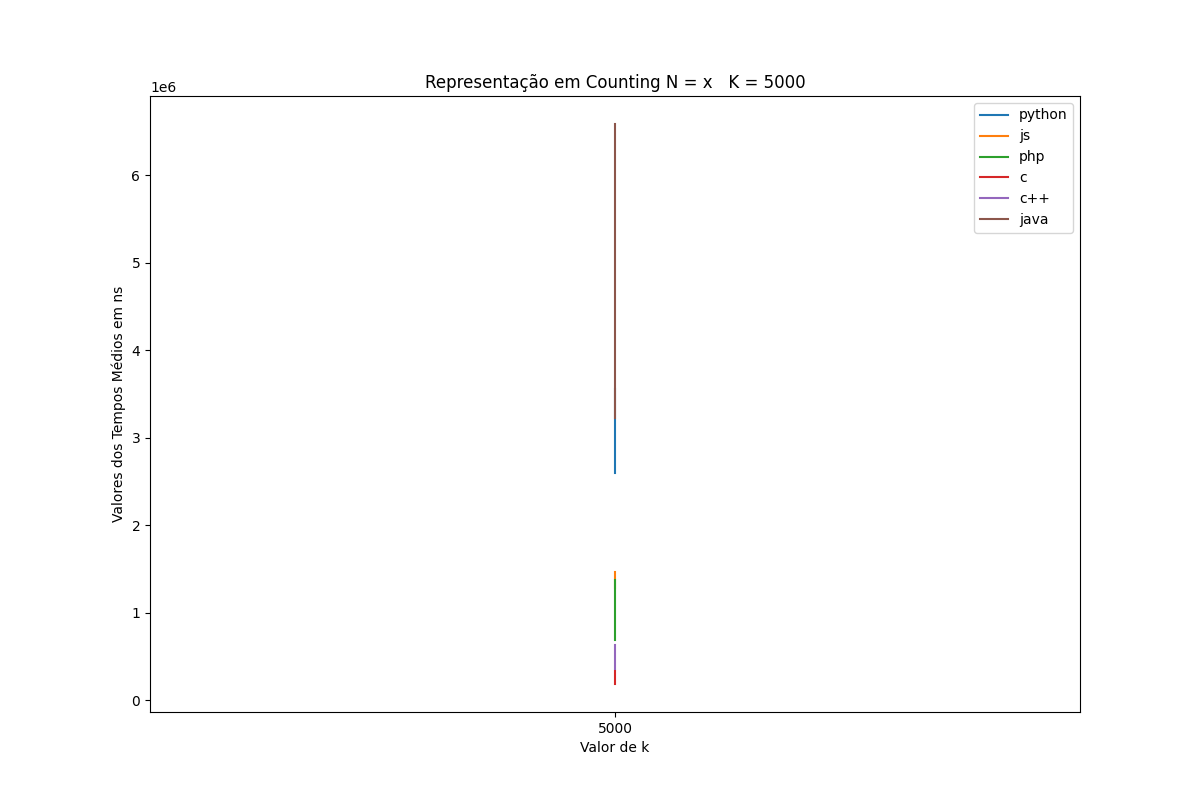 Representação em Counting N = x   K = 5000
1e6
6
5
4
3
2
1
0
Valores dos Tempos Médios em ns
python
js
php
c
c++
java
5000
Valor de k